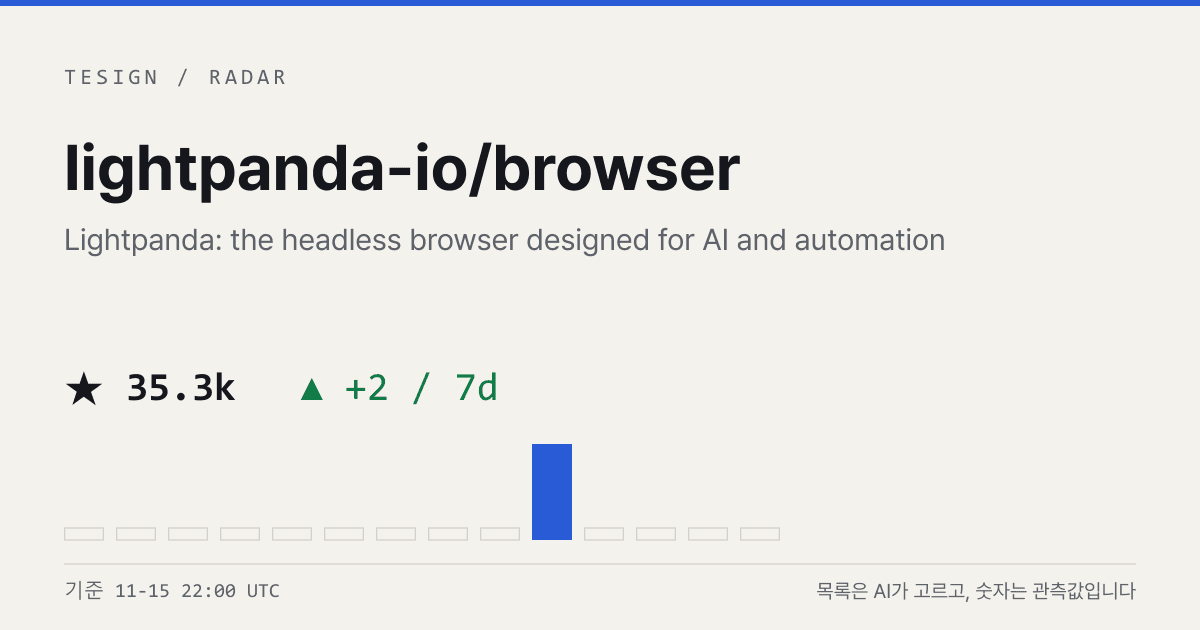 TESIGN / RADAR
lightpanda-io/browser
Lightpanda: the headless browser designed for AI and automation
★ 35.3k ▲ +2 / 7d
기준 11-15 22:00 UTC
목록은 AI가 고르고, 숫자는 관측값입니다